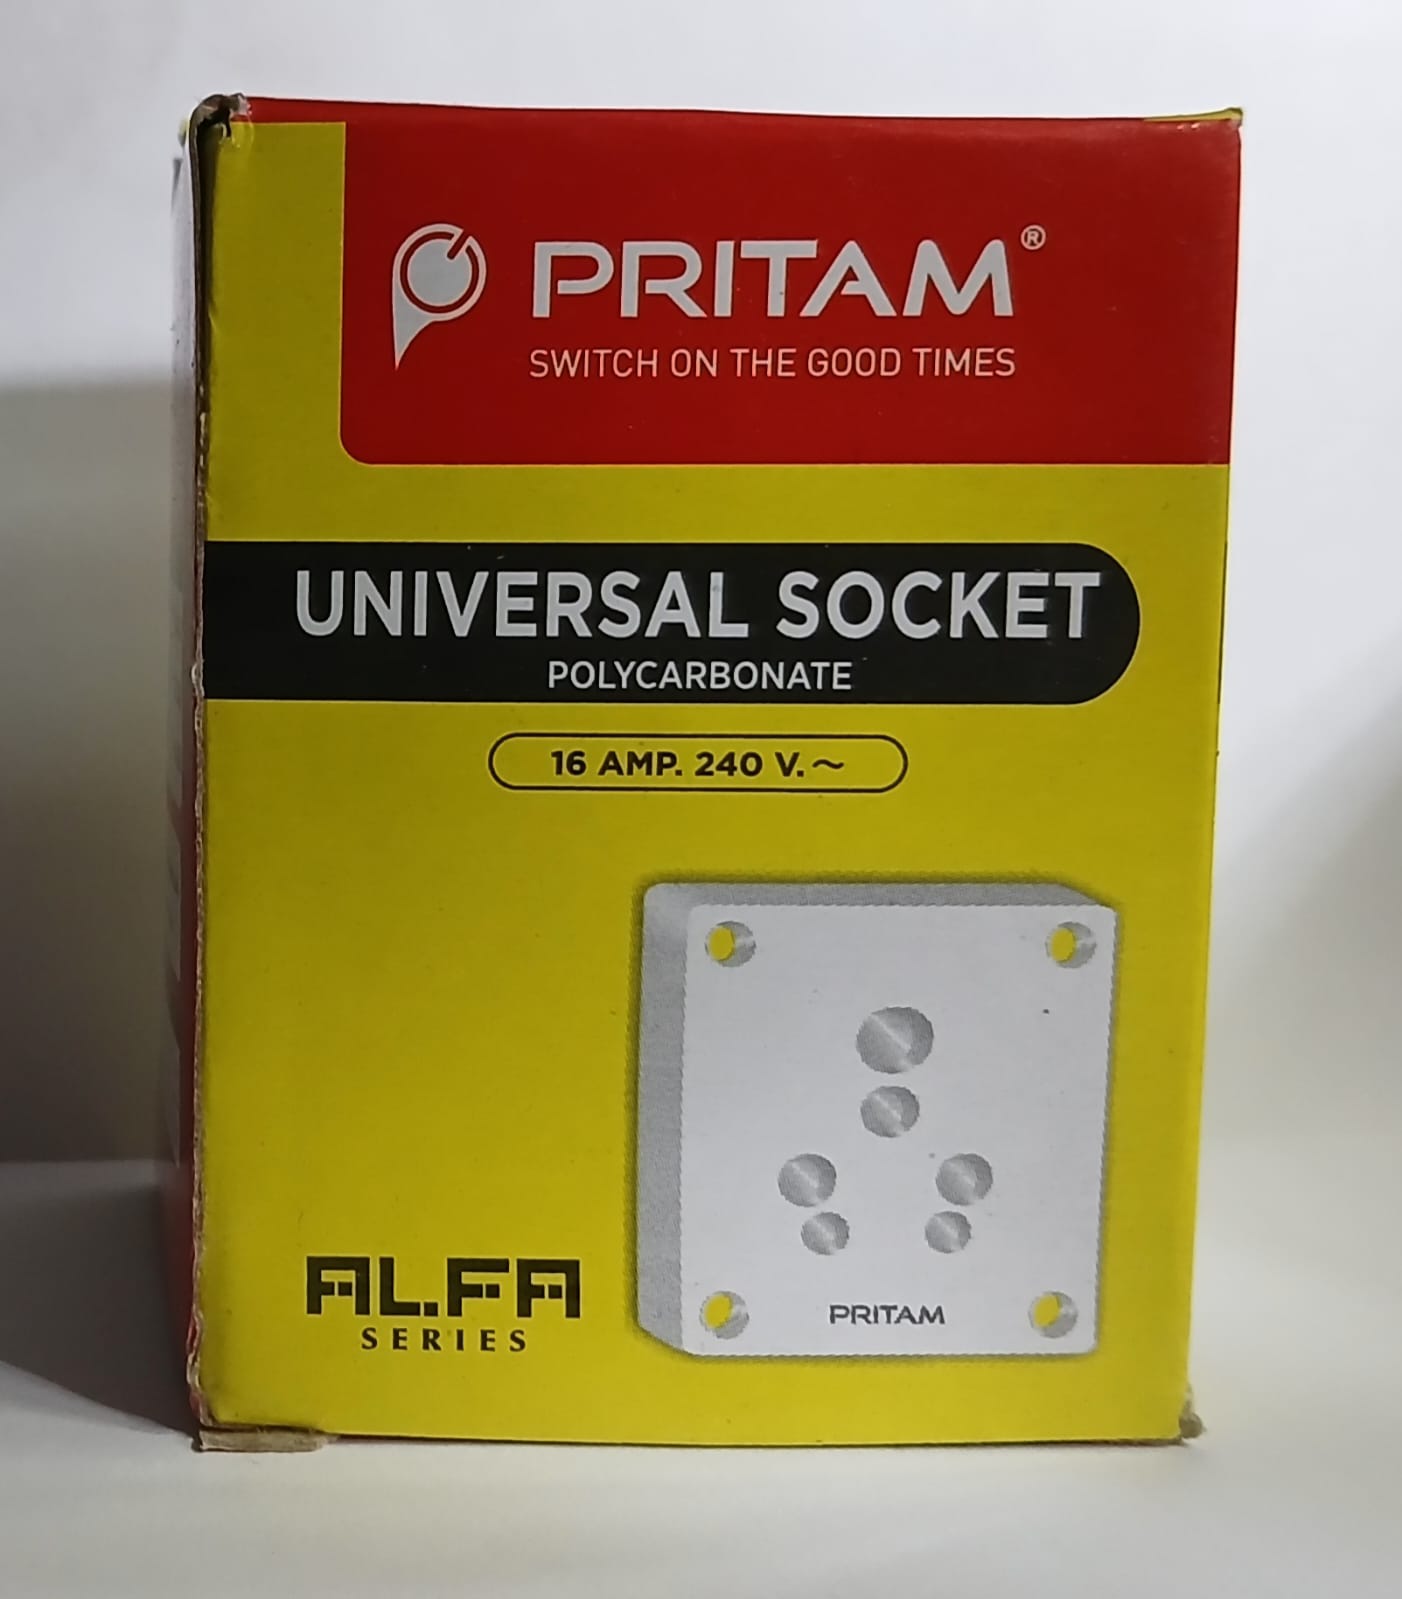 PRITAM®
SWITCH ON THE GOOD TIMES
UNIVERSAL SOCKET
POLYCARBONATE
16 AMP. 240 V.～
ALFA
SERIES
PRITAM